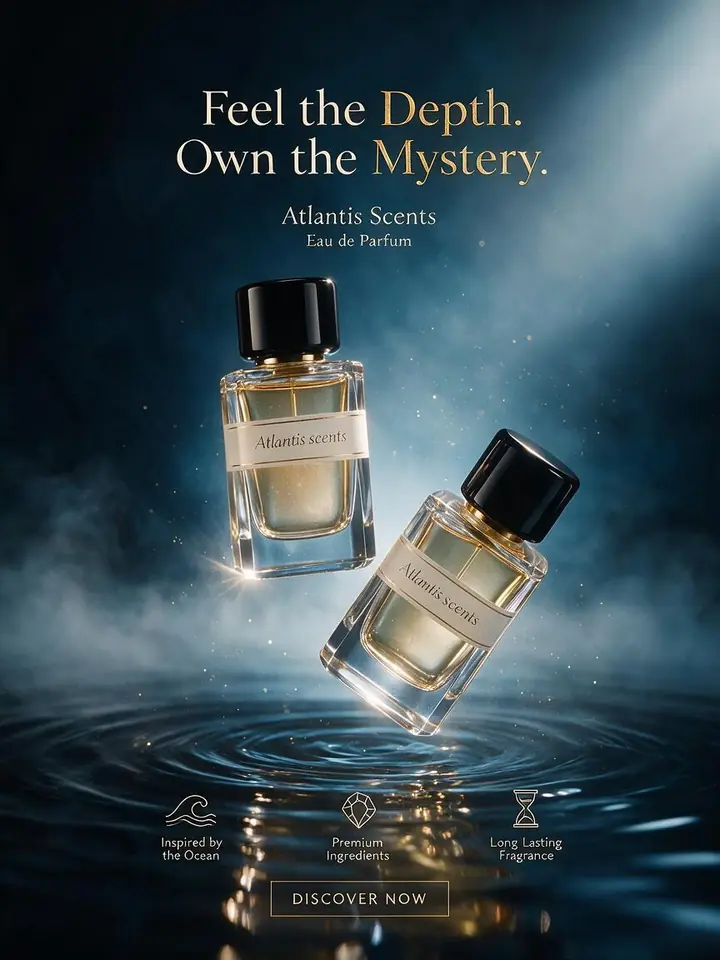 Feel the Depth.
Own the Mystery.
Atlantis Scents
Eau de Parfum
Atlantis scents
Atlantis scents
Inspired by
the Ocean
Premium
Ingredients
Long Lasting
Fragrance
DISCOVER NOW